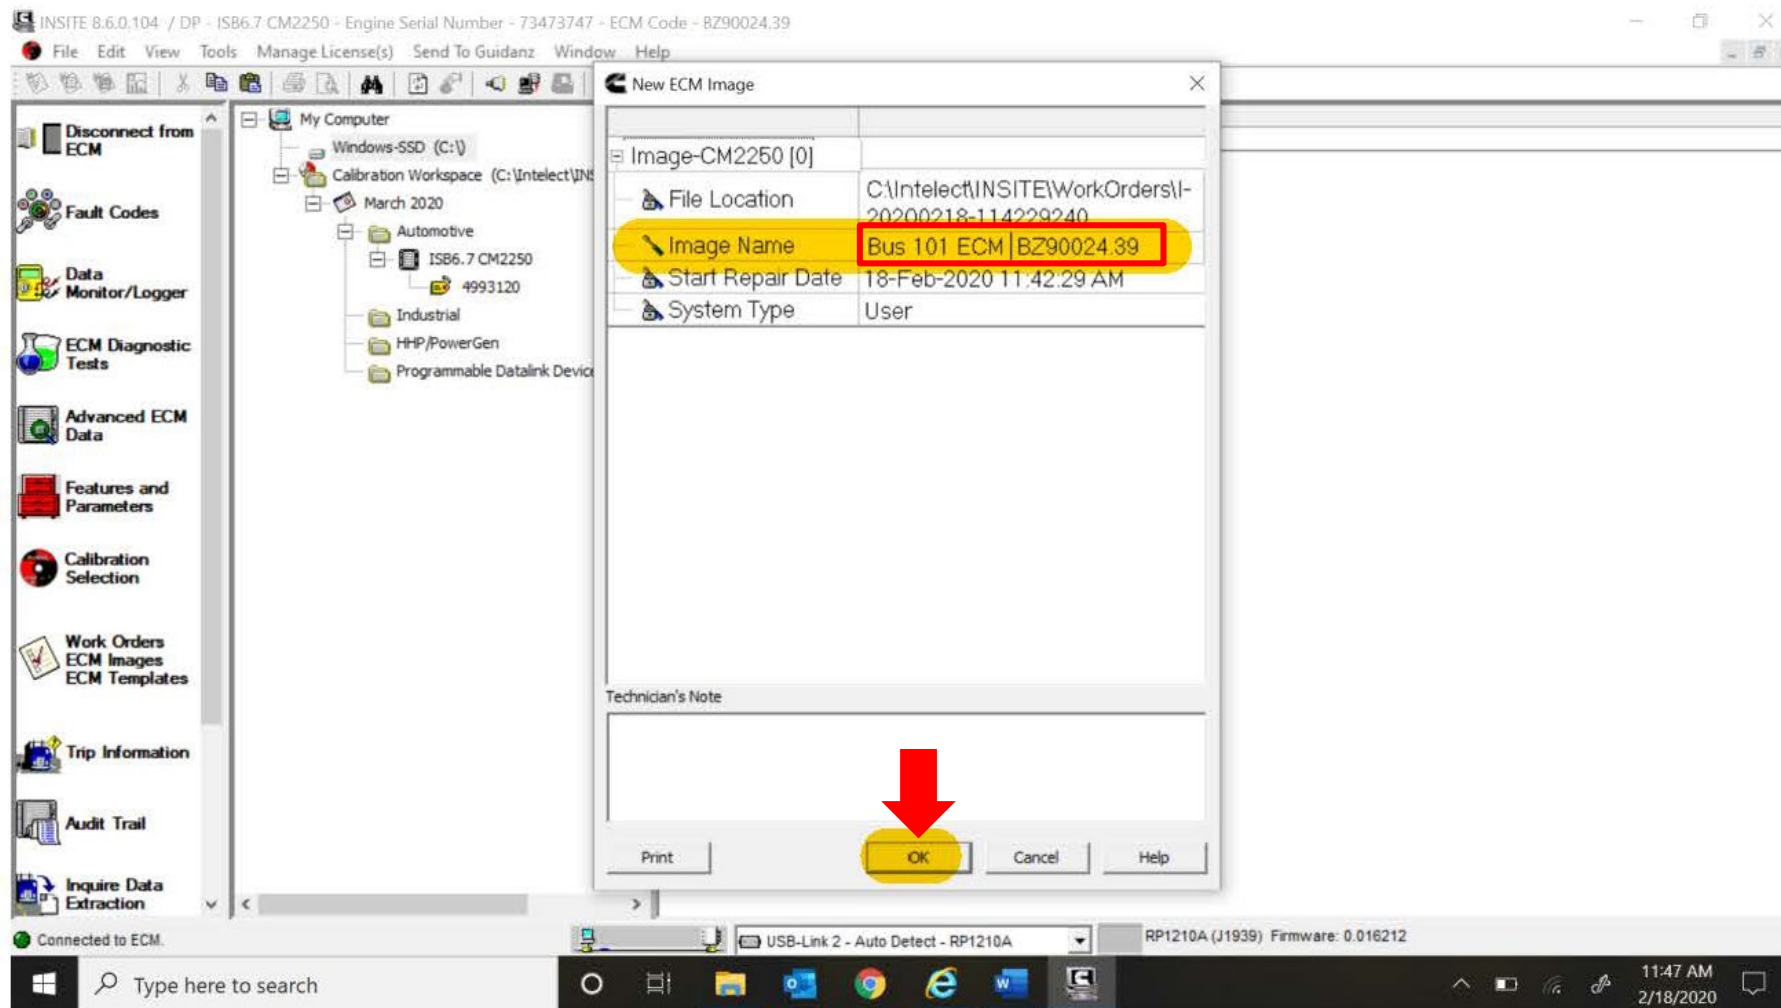 INSITE 8.6.0.104 / DP - ISB6.7 CM2250 - Engine Serial Number - 73473747 - ECM Code - BZ90024.39
File Edit View Tools Manage License(s) Send To Guidanz Window Help
Disconnect from
ECM
Fault Codes
Data
Monitor/Logger
ECM Diagnostic
Tests
Advanced ECM
Data
Features and
Parameters
Calibration
Selection
Work Orders
ECM Images
ECM Templates
Trip Information
Audit Trail
Inquire Data
Extraction
My Computer
Windows-SSD (C:\)
Calibration Workspace (C:\Intelect\INS
March 2020
Automotive
ISB6.7 CM2250
4993120
Industrial
HHP/PowerGen
Programmable Datalink Device
New ECM Image
Image-CM2250 [0]
File Location C:\Intelect\INSITE\WorkOrders\I-
20200218-114229240
Image Name Bus 101 ECM BZ90024.39
Start Repair Date 18-Feb-2020 11:42:29 AM
System Type User
Technician's Note
Print OK Cancel Help
Connected to ECM. USB-Link 2 - Auto Detect - RP1210A RP1210A (J1939) Firmware: 0.016212
Type here to search
11:47 AM
2/18/2020